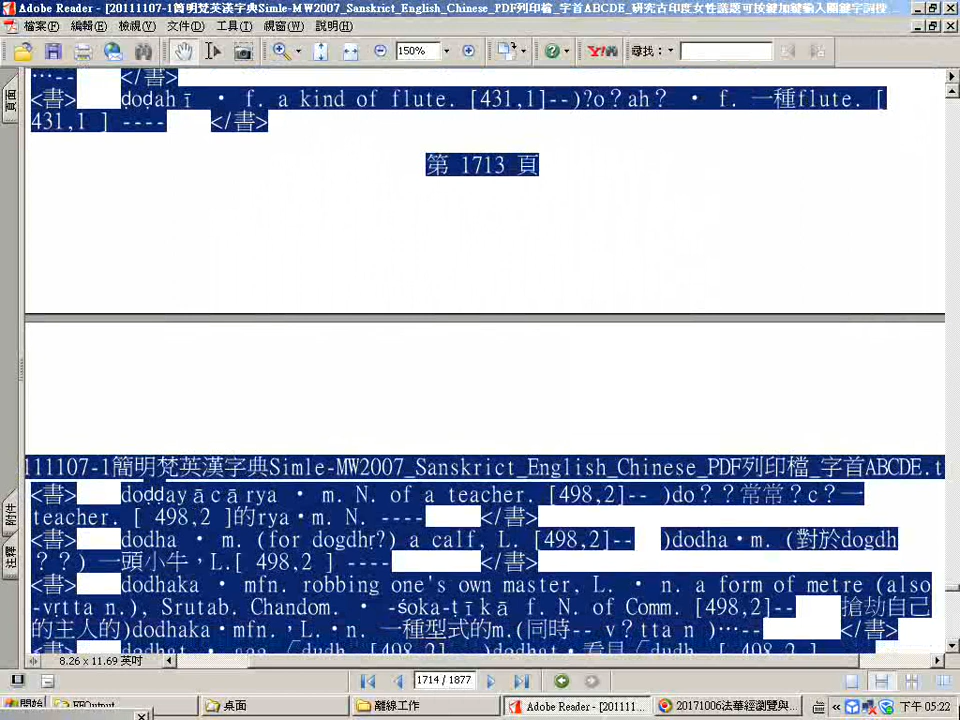 Adobe Reader - [20111107-1簡明梵英漢字典Simle-MW2007_Sanskrict_English_Chinese_PDF列印檔_字首ABCDE_研究古印度女性議題可按鍵加鍵輸入關鍵字詞搜
檔案(F) 編輯(E) 檢視(V) 文件(D) 工具(T) 視窗(W) 說明(H)
150% Y! 尋找:
…-- </書>
<書> ḍoḍahī ‧ f. a kind of flute. [431,1]--)?o?ah? ‧ f. 一種flute. [
431,1 ] ---- </書>
第 1713 頁
111107-1簡明梵英漢字典Simle-MW2007_Sanskrict_English_Chinese_PDF列印檔_字首ABCDE.t
<書> doḍḍayācārya ‧ m. N. of a teacher. [498,2]-- )do??常常?c?一
teacher. [ 498,2 ]的rya‧m. N. ---- </書>
<書> dodha ‧ m. (for dogdhṛ?) a calf, L. [498,2]-- )dodha‧m. (對於dogdh
??) 一頭小牛,L.[ 498,2 ] ---- </書>
<書> dodhaka ‧ mfn. robbing one's own master, L. ‧ n. a form of metre (also
-vṛtta n.), Srutab. Chandom. ‧ -śoka-ṭīkā f. N. of Comm. [498,2]-- 搶劫自己
的主人的)dodhaka‧mfn.,L.‧n. 一種型式的m.(同時-- v?tta n )…-- </書>
頁面
附件
注釋
8.26 x 11.69 英吋
1714 / 1877
開始 FFOutput 桌面 離線工作 Adobe Reader - [2011... 20171006法華經瀏覽與... 下午 05:22